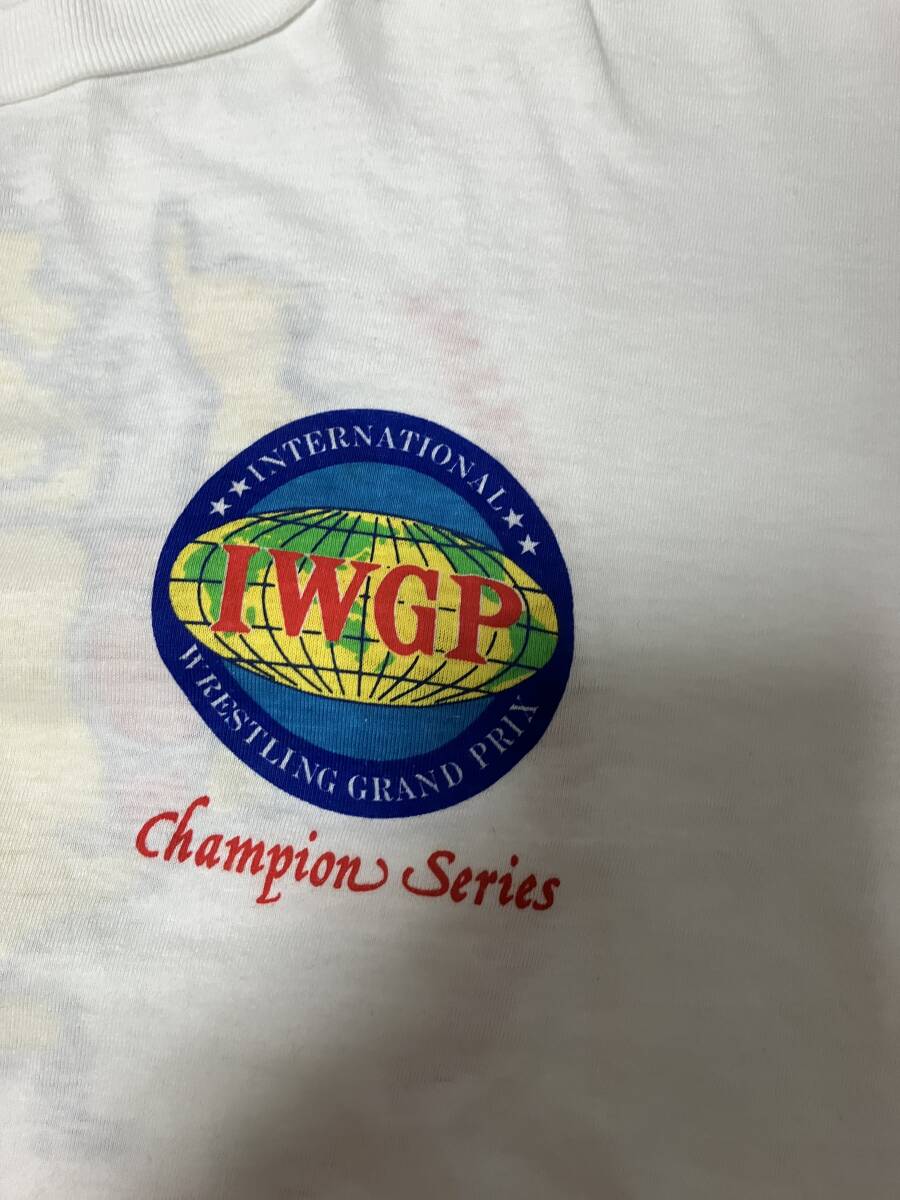 INTERNATIONAL
IWGP
WRESTLING GRAND PRIX
Champion Series